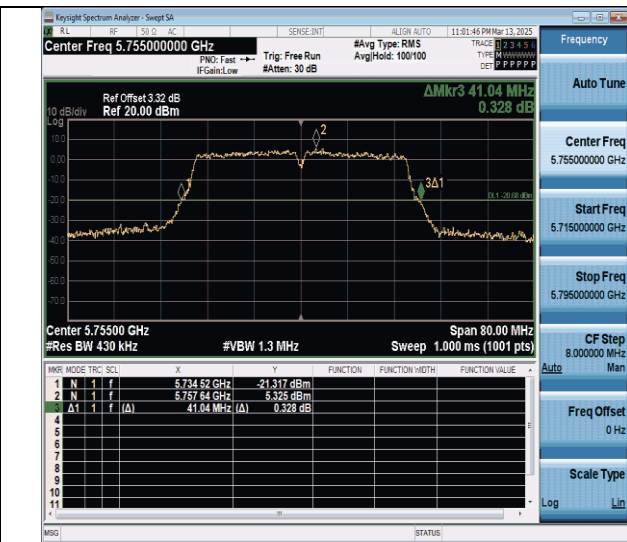 Keysight Spectrum Analyzer - Swept SA
RL RF 50 Ω AC SENSE:INT ALIGN AUTO 11:01:46 PM Mar 13, 2025
Center Freq 5.755000000 GHz #Avg Type: RMS TRACE 1 2 3 4 5 6
PNO: Fast Trig: Free Run Avg|Hold: 100/100 TYPE M
IFGain:Low #Atten: 30 dB DET P P P P P P
Frequency
Auto Tune
Center Freq
5.755000000 GHz
Start Freq
5.715000000 GHz
Stop Freq
5.795000000 GHz
CF Step
8.000000 MHz
Auto Man
Freq Offset
0 Hz
Scale Type
Log Lin
ΔMkr3 41.04 MHz
0.328 dB
Ref Offset 3.32 dB
10 dB/div Ref 20.00 dBm
Log
10.0
0.00
-10.0
-20.0
-30.0
-40.0
-50.0
-60.0
-70.0
1
2
3Δ1
DL1 -20.68 dBm
Center 5.75500 GHz Span 80.00 MHz
#Res BW 430 kHz #VBW 1.3 MHz Sweep 1.000 ms (1001 pts)
MKR MODE TRC SCL X Y FUNCTION FUNCTION WIDTH FUNCTION VALUE
1 N 1 f 5.734 52 GHz -21.317 dBm
2 N 1 f 5.757 64 GHz 5.325 dBm
3 Δ1 1 f (Δ) 41.04 MHz (Δ) 0.328 dB
4
5
6
7
8
9
10
11
MSG STATUS